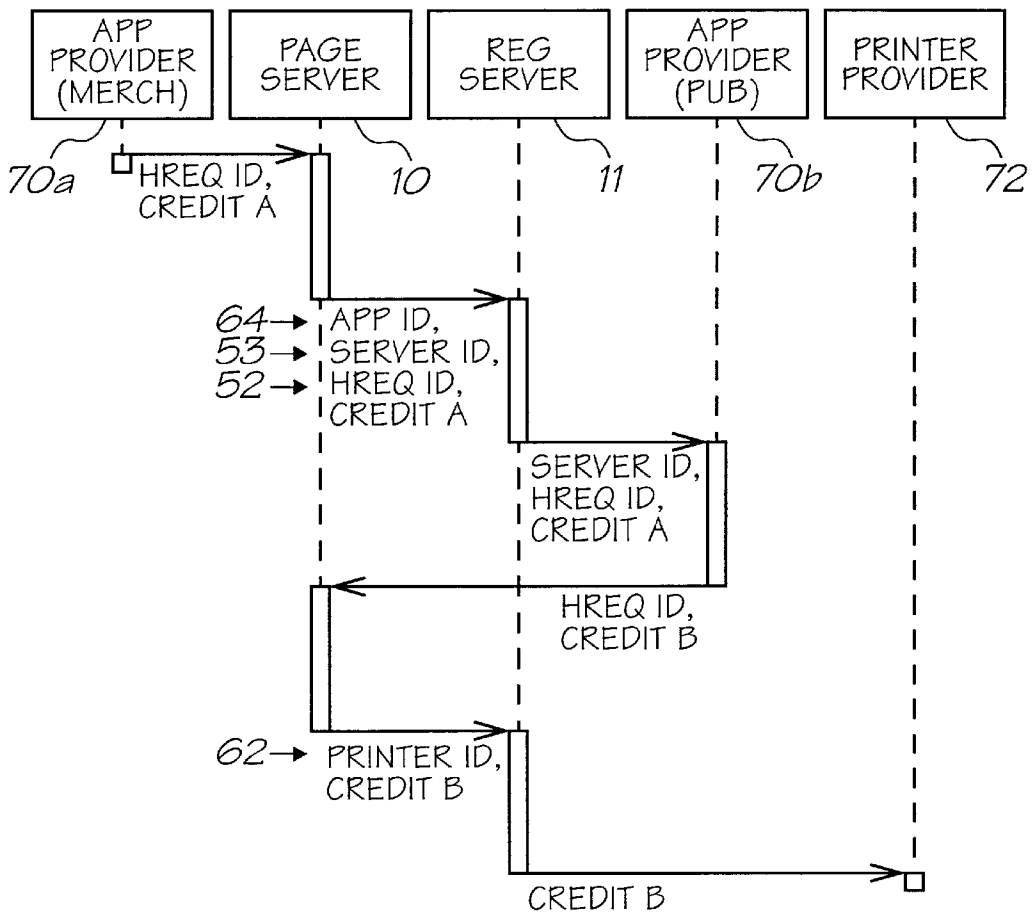 APP
PROVIDER
(MERCH)
PAGE
SERVER
REG
SERVER
APP
PROVIDER
(PUB)
PRINTER
PROVIDER
70a
10
11
70b
72
HREQ ID,
CREDIT A
64 APP ID,
53 SERVER ID,
52 HREQ ID,
CREDIT A
SERVER ID,
HREQ ID,
CREDIT A
HREQ ID,
CREDIT B
62 PRINTER ID,
CREDIT B
CREDIT B